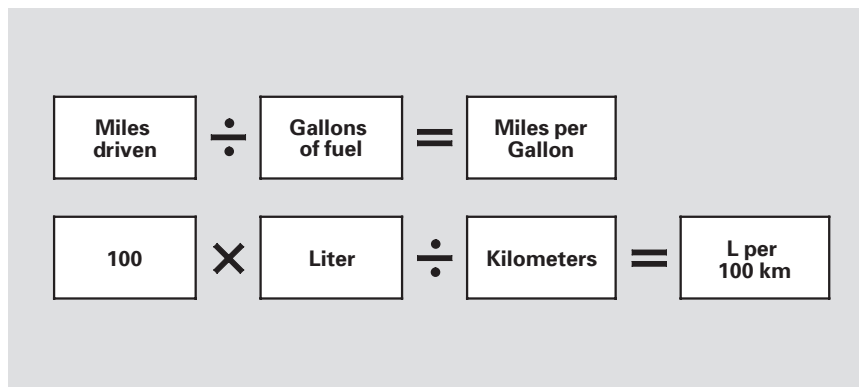 Miles
driven
÷
Gallons
of fuel
=
Miles per
Gallon
100
×
Liter
÷
Kilometers
=
L per
100 km